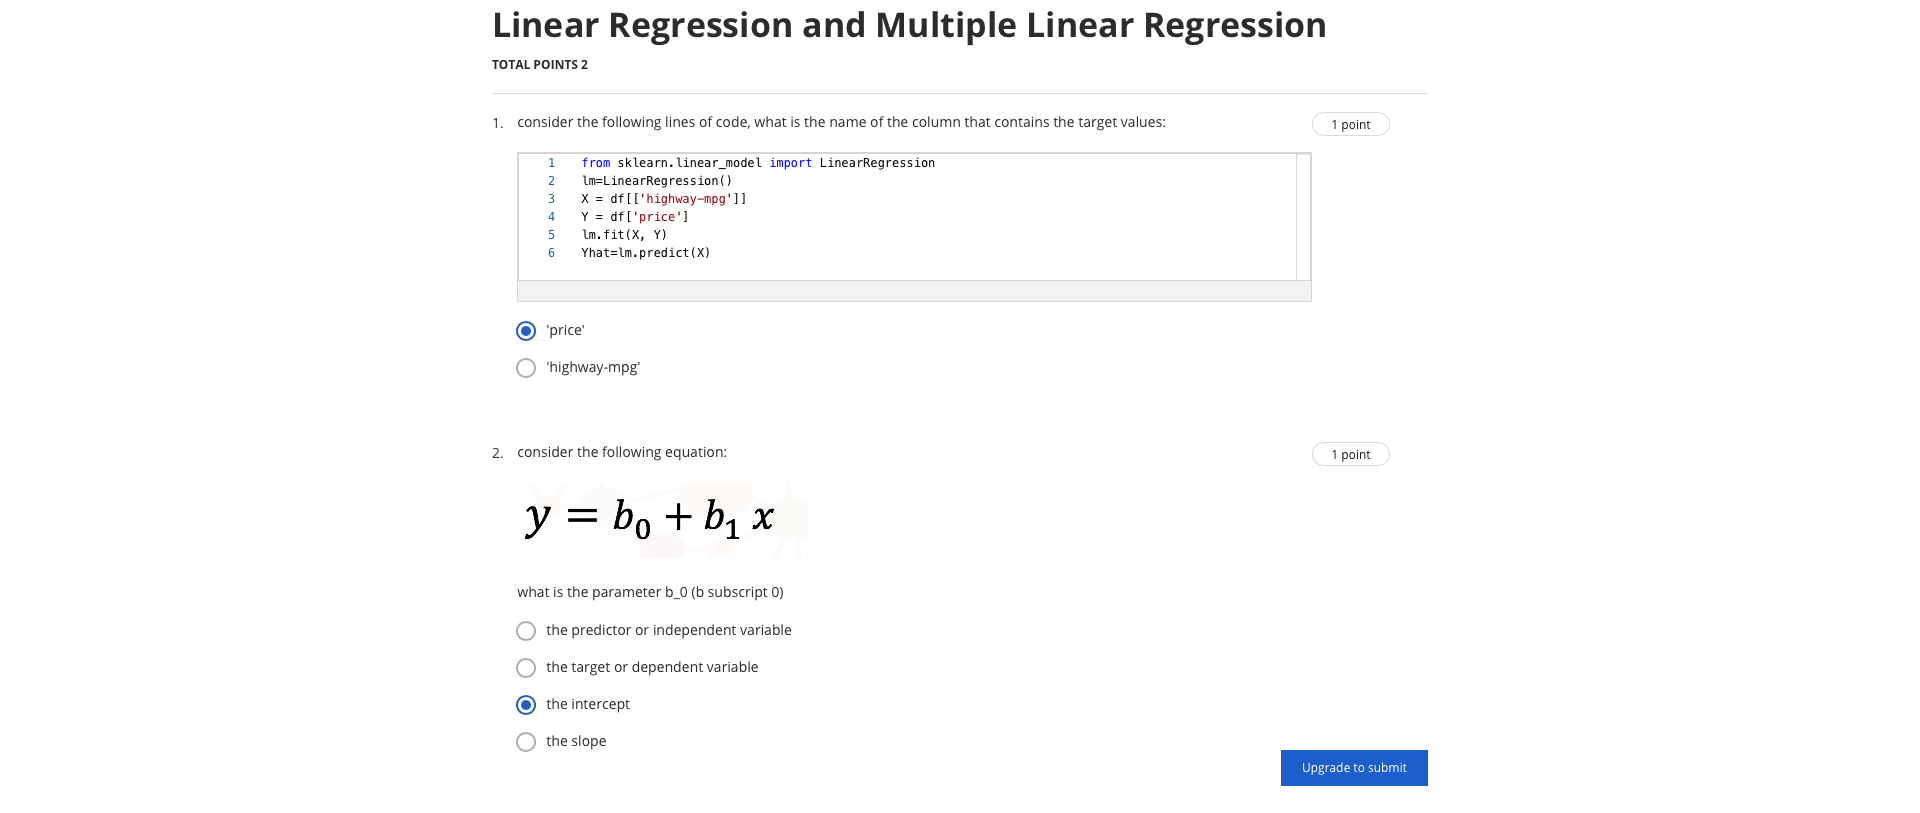 Linear Regression and Multiple Linear Regression
TOTAL POINTS 2
1. consider the following lines of code, what is the name of the column that contains the target values:
1 point
1 from sklearn.linear_model import LinearRegression
2 lm=LinearRegression()
3 X = df[['highway-mpg']]
4 Y = df['price']
5 lm.fit(X, Y)
6 Yhat=lm.predict(X)
'price'
'highway-mpg'
2. consider the following equation:
1 point
y = b₀ + b₁ x
what is the parameter b_0 (b subscript 0)
the predictor or independent variable
the target or dependent variable
the intercept
the slope
Upgrade to submit